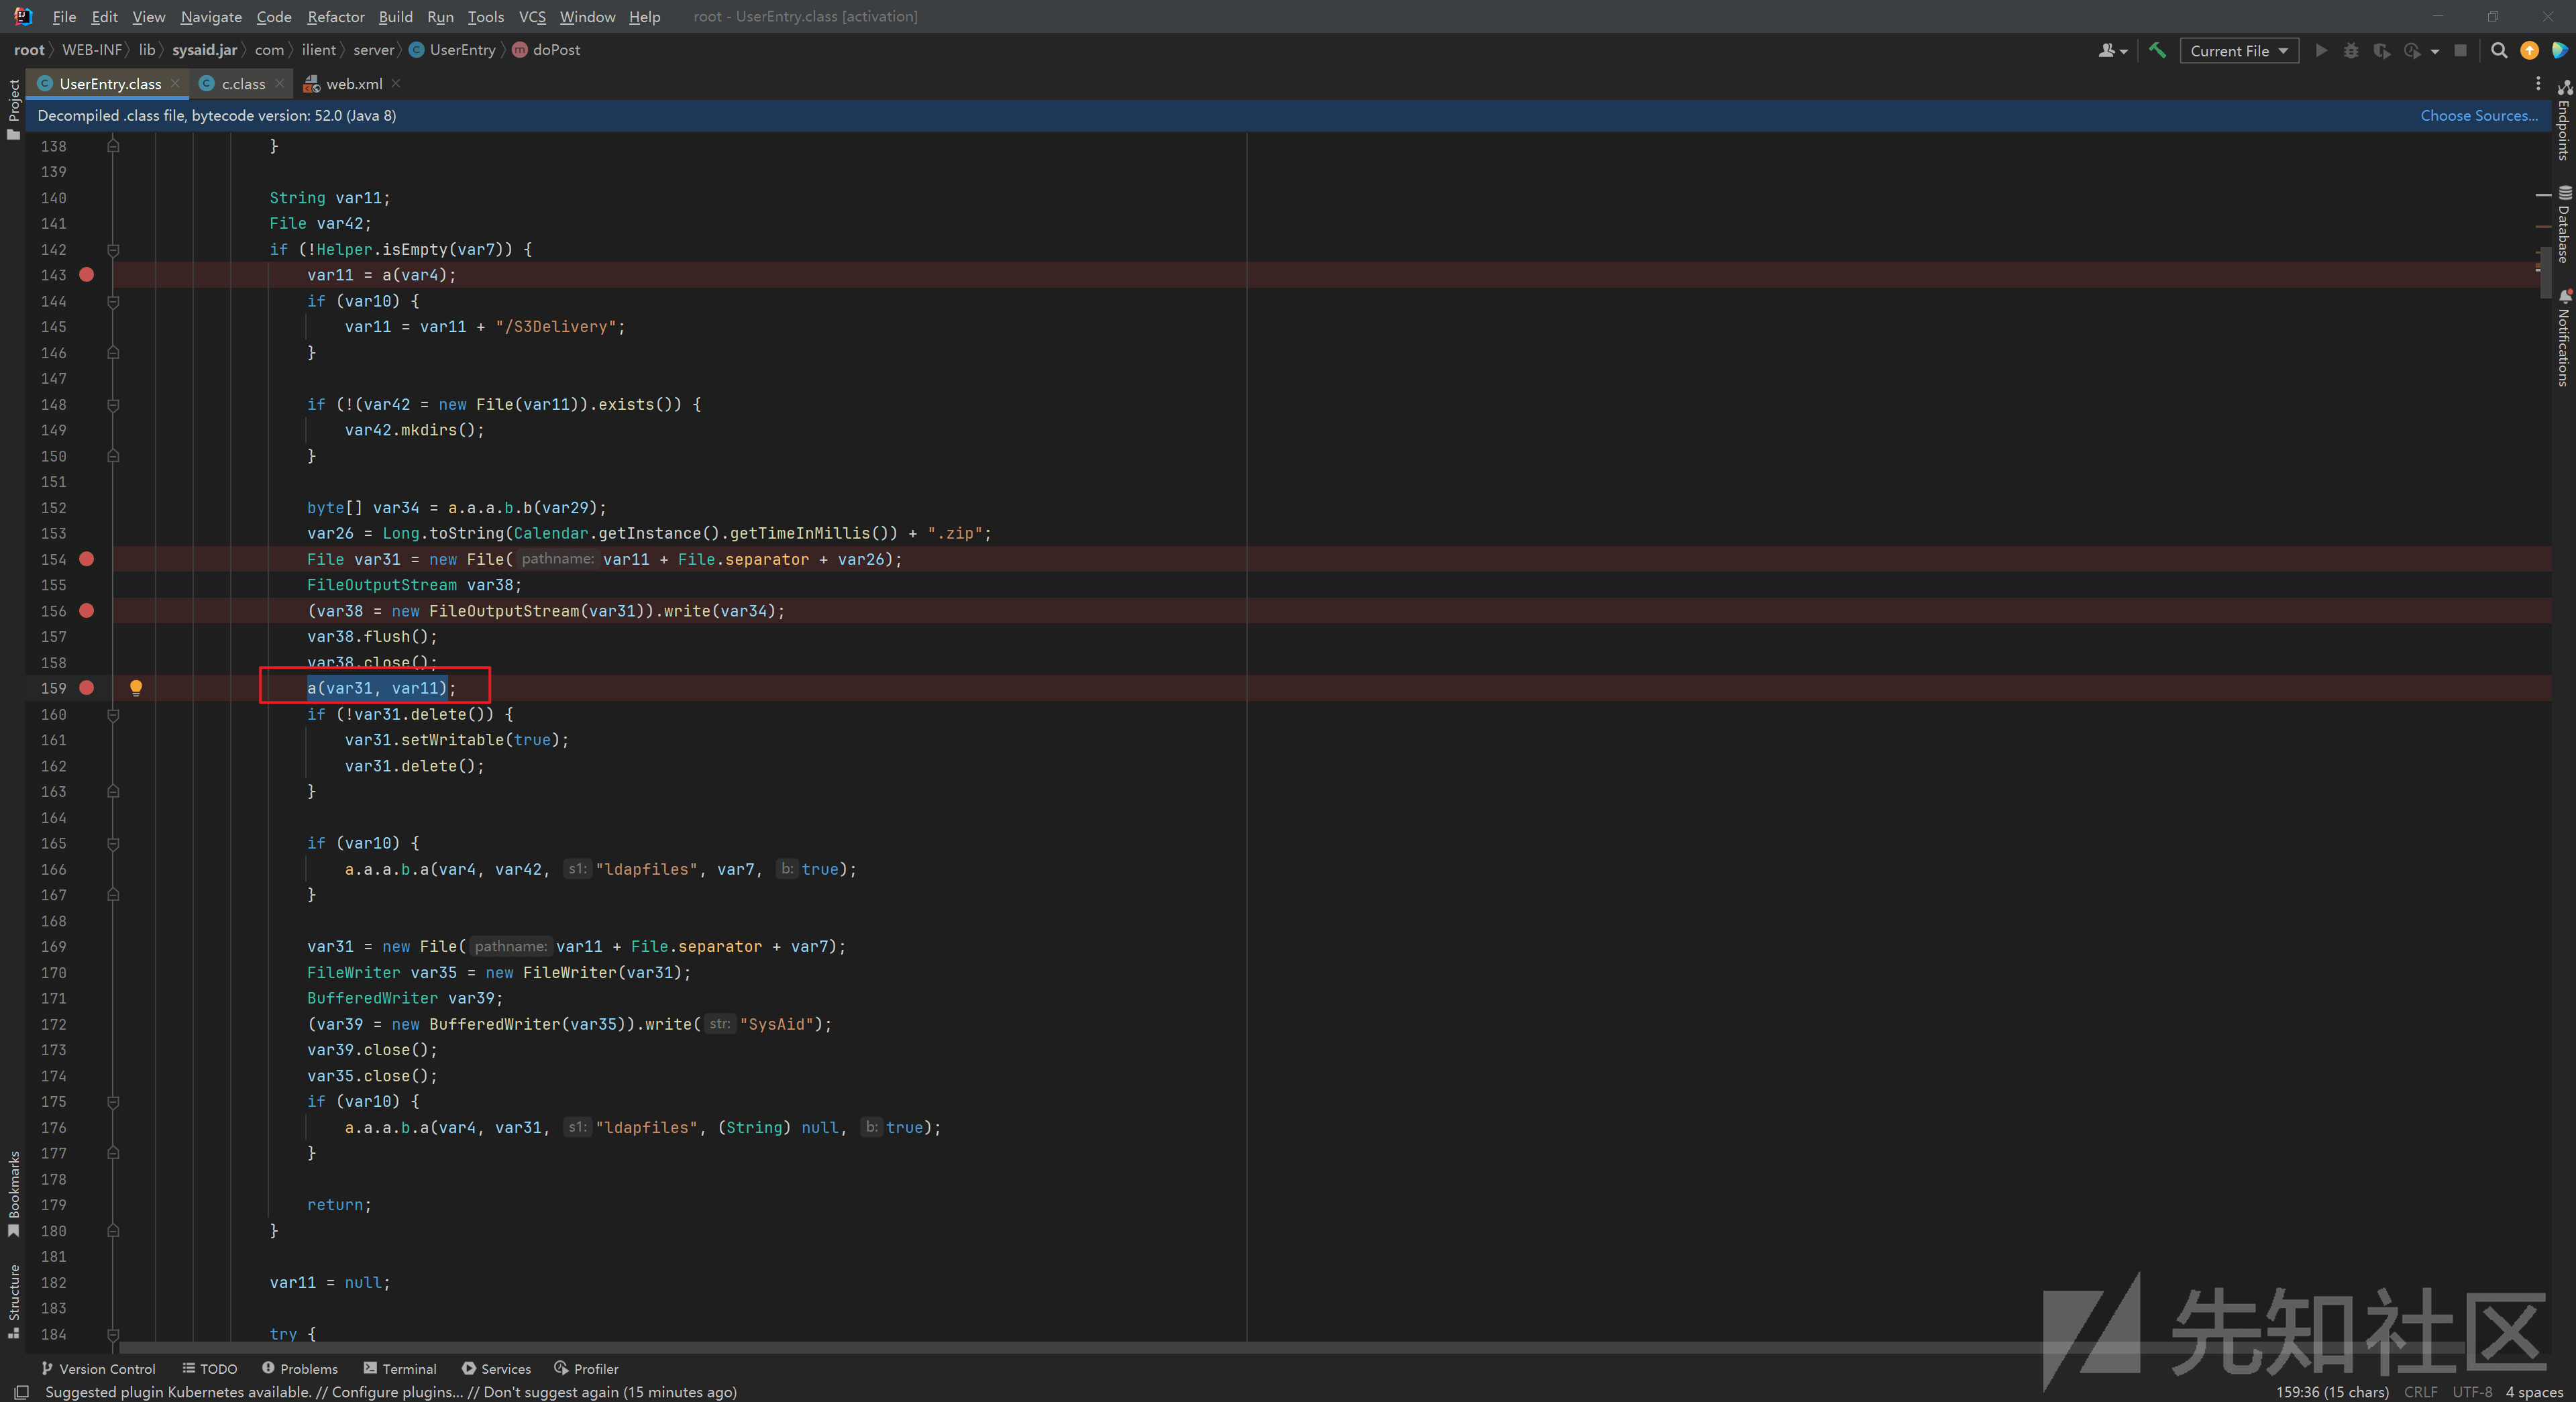 File Edit View Navigate Code Refactor Build Run Tools VCS Window Help root - UserEntry.class [activation]
root WEB-INF lib sysaid.jar com ilient server UserEntry doPost Current File
UserEntry.class c.class web.xml
Decompiled .class file, bytecode version: 52.0 (Java 8) Choose Sources...
Project
Bookmarks
Structure
Endpoints
Database
Notifications
138 }
139
140 String var11;
141 File var42;
142 if (!Helper.isEmpty(var7)) {
143 var11 = a(var4);
144 if (var10) {
145 var11 = var11 + "/S3Delivery";
146 }
147
148 if (!(var42 = new File(var11)).exists()) {
149 var42.mkdirs();
150 }
151
152 byte[] var34 = a.a.a.b.b(var29);
153 var26 = Long.toString(Calendar.getInstance().getTimeInMillis()) + ".zip";
154 File var31 = new File( pathname: var11 + File.separator + var26);
155 FileOutputStream var38;
156 (var38 = new FileOutputStream(var31)).write(var34);
157 var38.flush();
158 var38.close();
159 a(var31, var11);
160 if (!var31.delete()) {
161 var31.setWritable(true);
162 var31.delete();
163 }
164
165 if (var10) {
166 a.a.a.b.a(var4, var42, s1: "ldapfiles", var7, b: true);
167 }
168
169 var31 = new File( pathname: var11 + File.separator + var7);
170 FileWriter var35 = new FileWriter(var31);
171 BufferedWriter var39;
172 (var39 = new BufferedWriter(var35)).write( str: "SysAid");
173 var39.close();
174 var35.close();
175 if (var10) {
176 a.a.a.b.a(var4, var31, s1: "ldapfiles", (String) null, b: true);
177 }
178
179 return;
180 }
181
182 var11 = null;
183
184 try {
先知社区
Version Control TODO Problems Terminal Services Profiler
Suggested plugin Kubernetes available. // Configure plugins... // Don't suggest again (15 minutes ago) 159:36 (15 chars) CRLF UTF-8 4 spaces